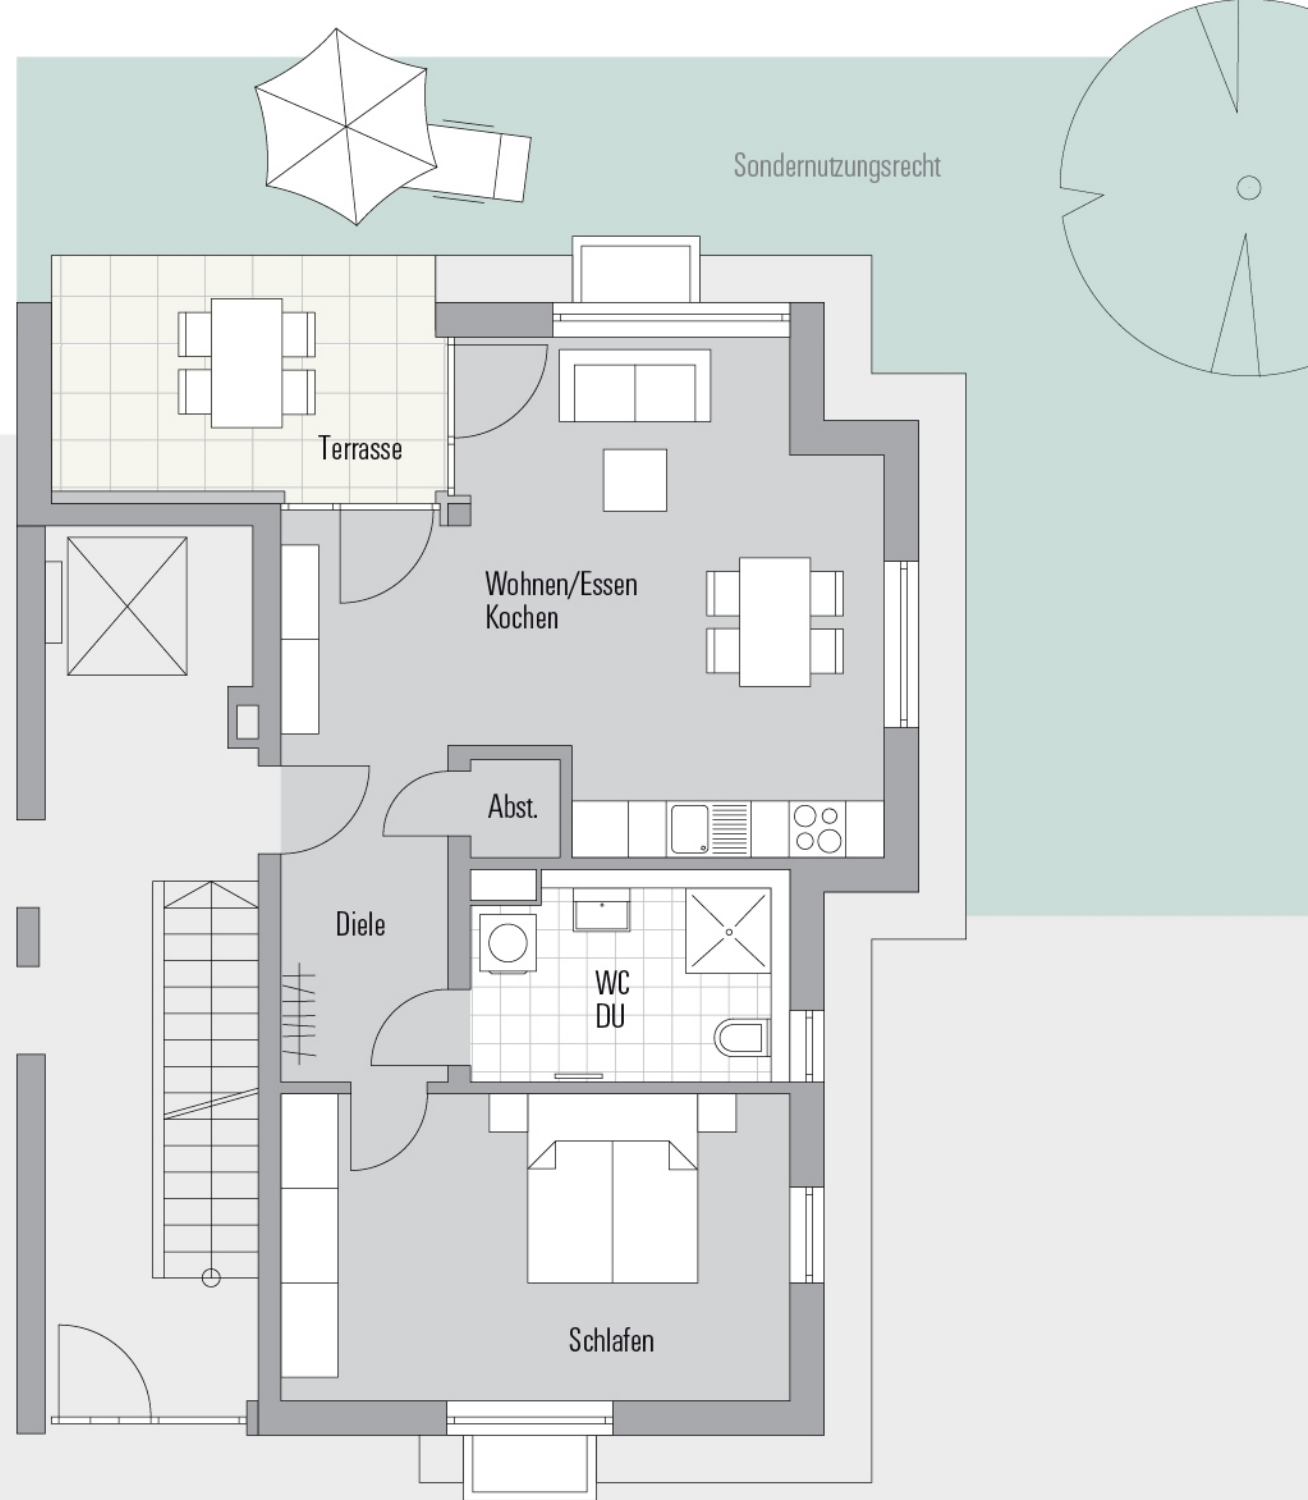 Sondernutzungsrecht
Terrasse
Wohnen/Essen
Kochen
Abst.
Diele
WC
DU
Schlafen